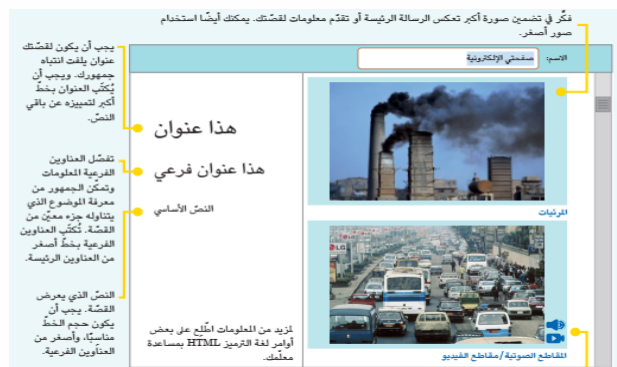 فكّر في تضمين صورة أكبر تعكس الرسالة الرئيسة أو تقدّم معلومات لقصّتك. يمكنك أيضًا استخدام
صور أصغر.
الاسم: صفحتي الإلكترونية
يجب أن يكون لقصّتك
عنوان يلفت انتباه
جمهورك. ويجب أن
يُكتَب العنوان بخطّ
أكبر لتمييزه عن باقي
النصّ.
هذا عنوان
هذا عنوان فرعي
النصّ الأساسي
تفصّل العناوين
الفرعية المعلومات
وتمكّن الجمهور من
معرفة الموضوع الذي
يتناوله جزء معيّن من
القصّة. تُكتَب العناوين
الفرعية بخطّ أصغر
من العناوين الرئيسة.
المرئيات
LG
النصّ الذي يعرض
القصّة. يجب أن
يكون حجم الخطّ
مناسبًا، وأصغر من
العناوين الفرعية.
لمزيد من المعلومات اطّلع على بعض
أوامر لغة الترميز HTML بمساعدة
معلّمك.
المقاطع الصوتية/مقاطع الفيديو